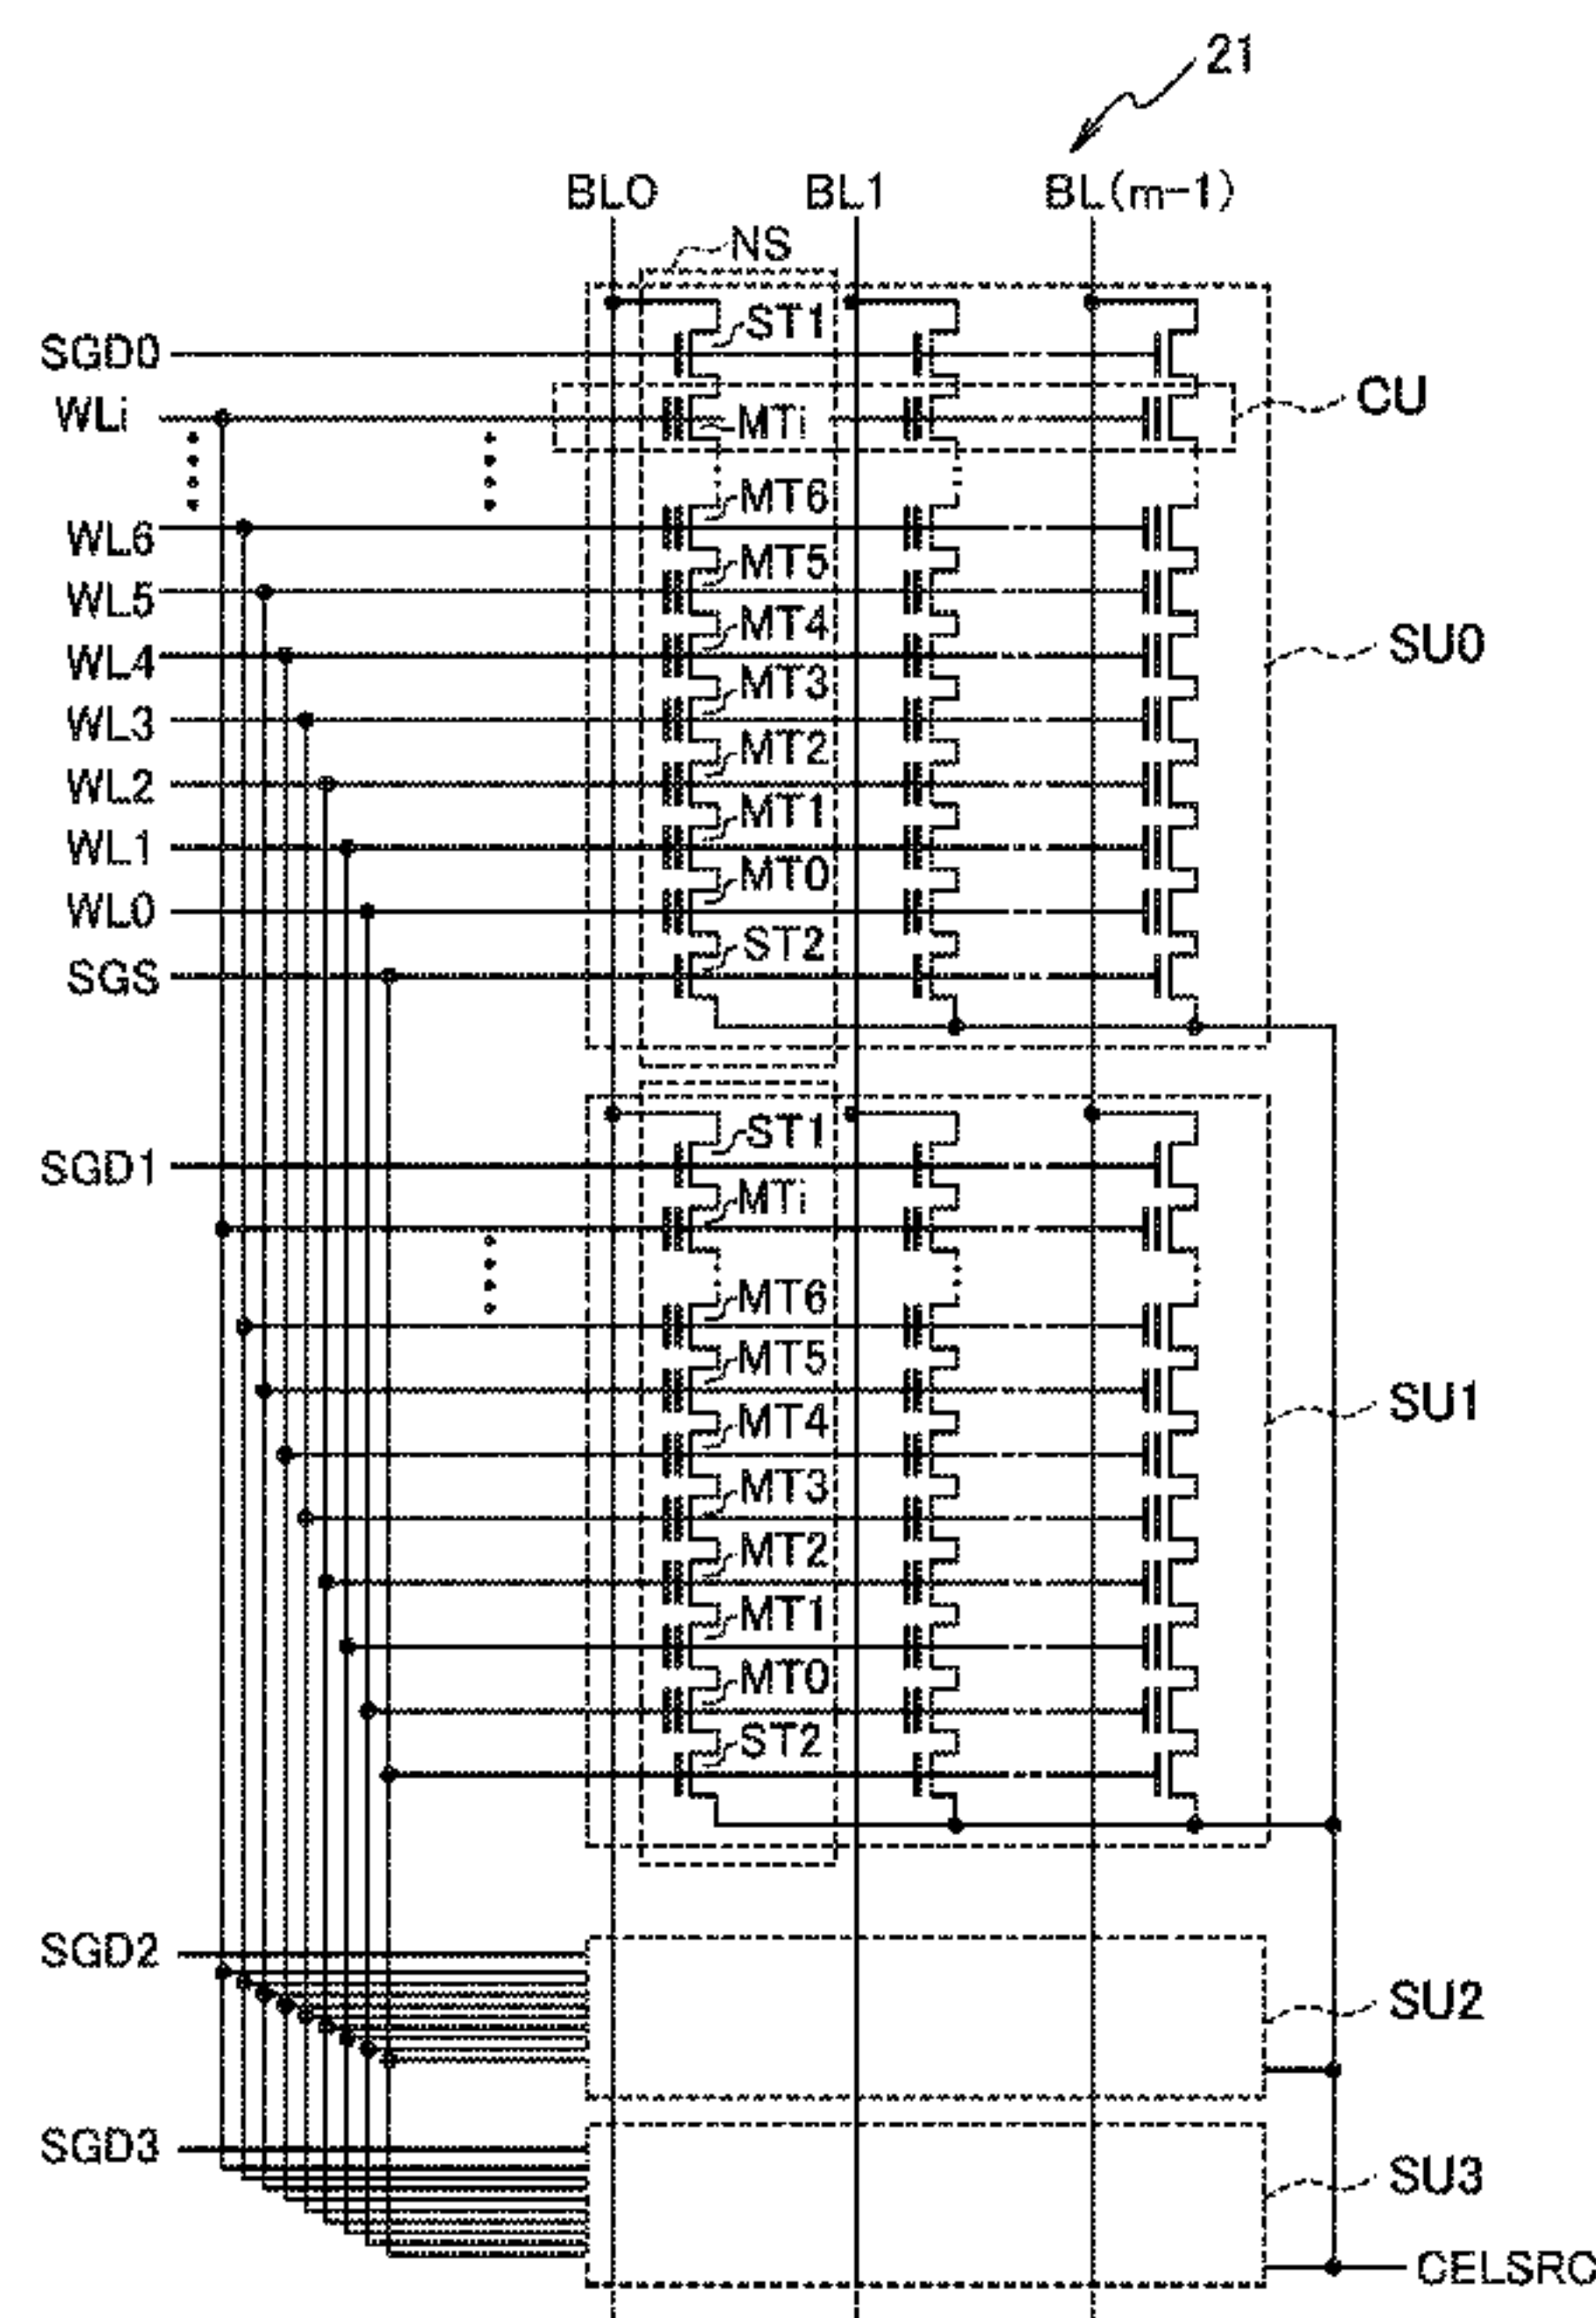 21
BL0 BL1 BL(m-1)
NS
ST1
SGD0
WLi
MTi
CU
MT6
WL6
MT5
WL5
MT4
WL4
SU0
MT3
WL3
MT2
WL2
MT1
WL1
MT0
WL0
ST2
SGS
ST1
SGD1
MTi
MT6
MT5
MT4
SU1
MT3
MT2
MT1
MT0
ST2
SGD2
SU2
SGD3
SU3
CELSRC